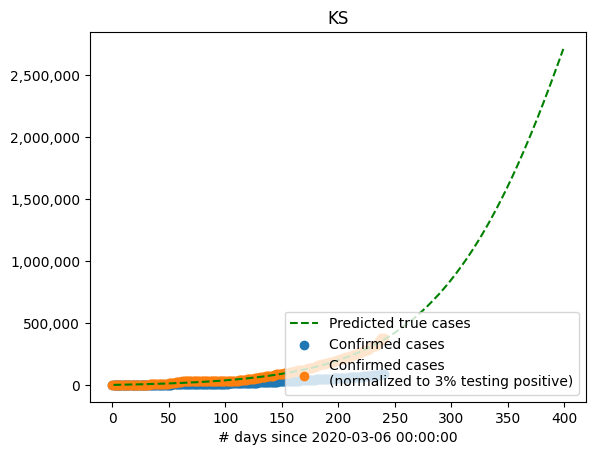 KS
2,500,000
2,000,000
1,500,000
1,000,000
500,000
0
Predicted true cases
Confirmed cases
Confirmed cases
(normalized to 3% testing positive)
0 50 100 150 200 250 300 350 400
# days since 2020-03-06 00:00:00